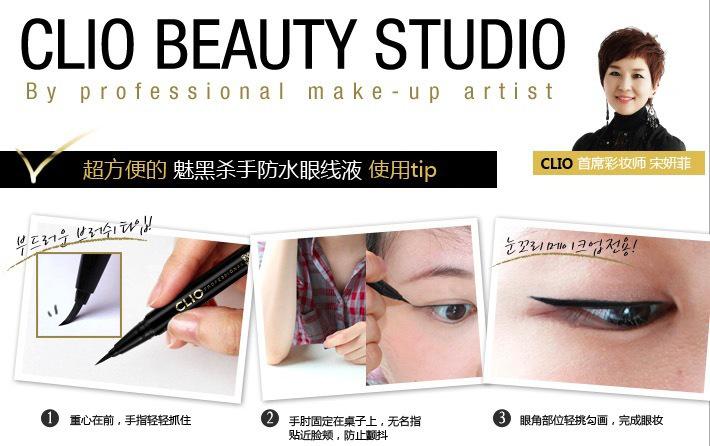 CLIO BEAUTY STUDIO
By professional make-up artist
CLIO 首席彩妆师 宋妍菲
超方便的 魅黑杀手防水眼线液 使用tip
부드러운 브러쉬 타입!
CLIO PROFESSIONAL
눈꼬리 메이크업 전용!
1 重心在前，手指轻轻抓住
2 手肘固定在桌子上，无名指
贴近脸颊，防止颤抖
3 眼角部位轻挑勾画，完成眼妆